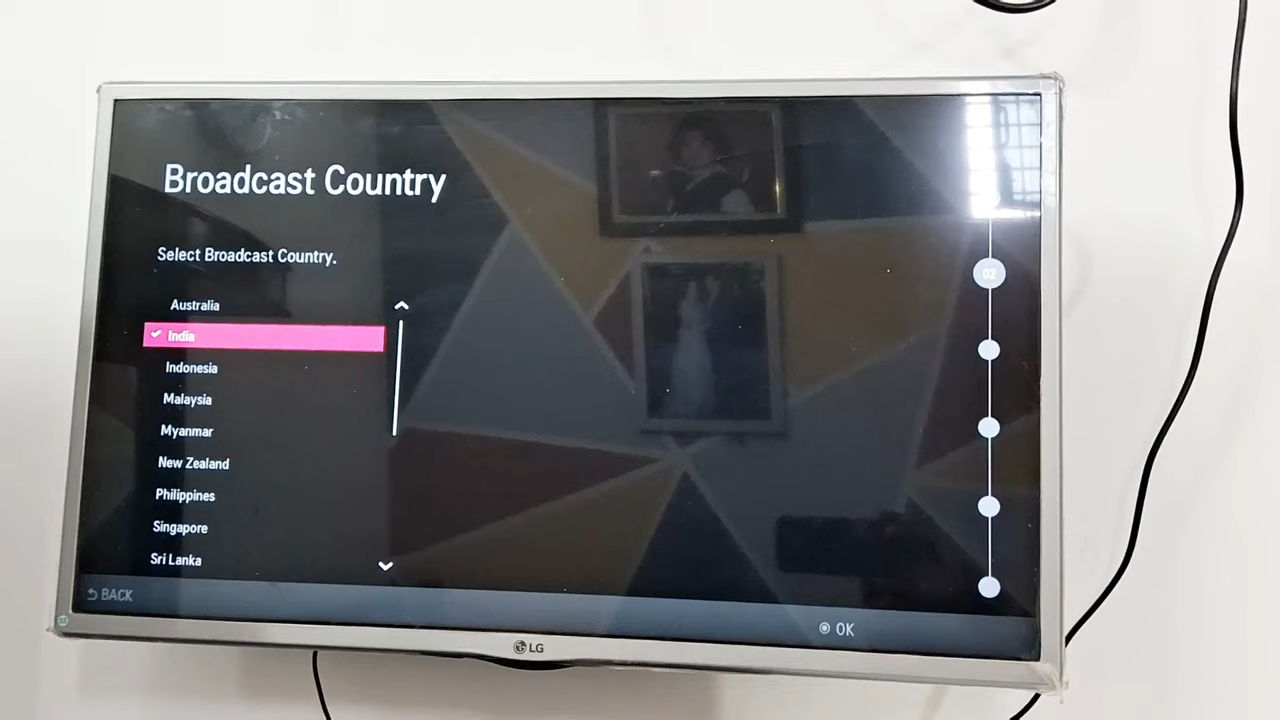 Broadcast Country
Select Broadcast Country.
Australia
India
Indonesia
Malaysia
Myanmar
New Zealand
Philippines
Singapore
Sri Lanka
02
BACK
OK
LG